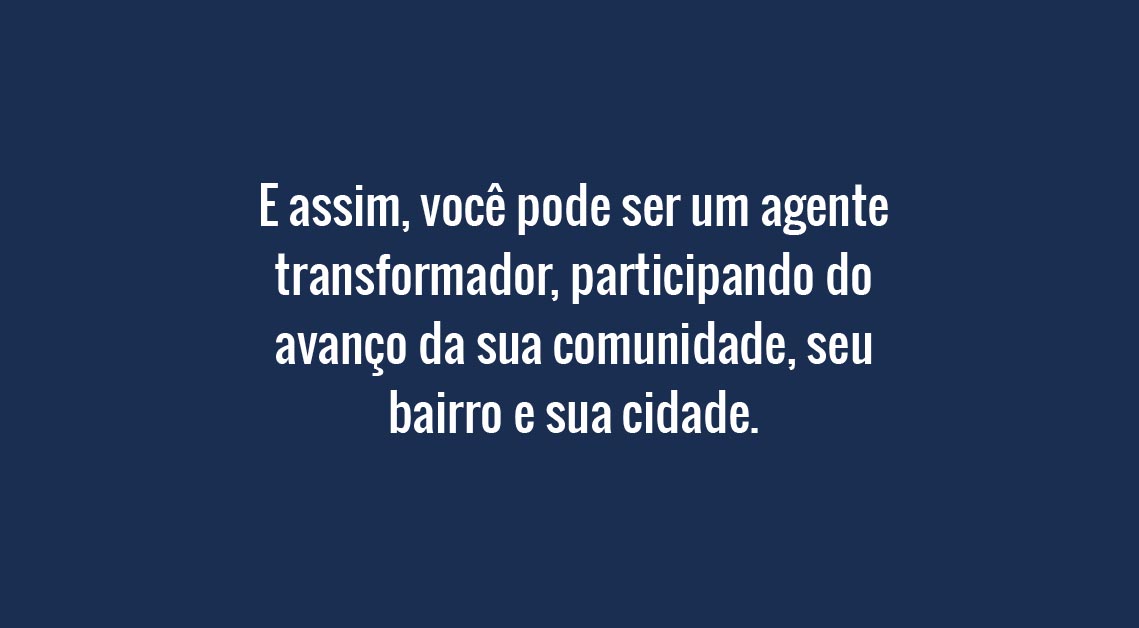 E assim, você pode ser um agente
transformador, participando do
avanço da sua comunidade, seu
bairro e sua cidade.